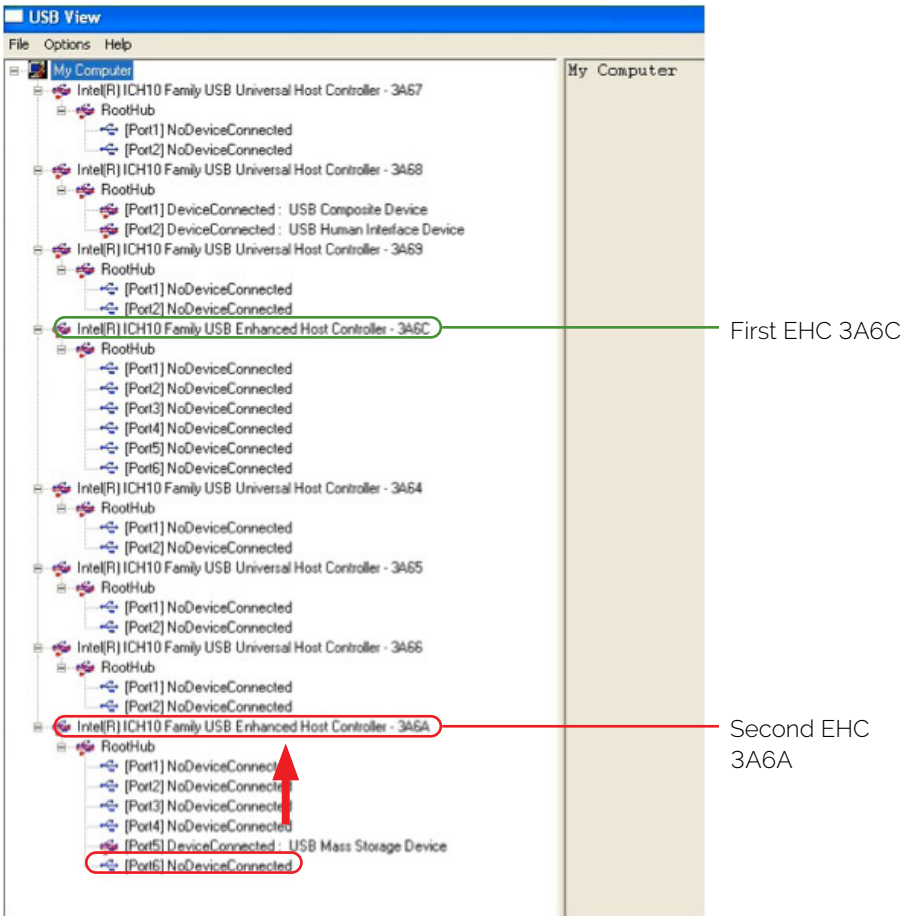 USB View
File Options Help
My Computer
My Computer
Intel(R) ICH10 Family USB Universal Host Controller - 3A67
RootHub
[Port1] NoDeviceConnected
[Port2] NoDeviceConnected
Intel(R) ICH10 Family USB Universal Host Controller - 3A68
RootHub
[Port1] DeviceConnected : USB Composite Device
[Port2] DeviceConnected : USB Human Interface Device
Intel(R) ICH10 Family USB Universal Host Controller - 3A69
RootHub
[Port1] NoDeviceConnected
[Port2] NoDeviceConnected
Intel(R) ICH10 Family USB Enhanced Host Controller - 3A6C
First EHC 3A6C
RootHub
[Port1] NoDeviceConnected
[Port2] NoDeviceConnected
[Port3] NoDeviceConnected
[Port4] NoDeviceConnected
[Port5] NoDeviceConnected
[Port6] NoDeviceConnected
Intel(R) ICH10 Family USB Universal Host Controller - 3A64
RootHub
[Port1] NoDeviceConnected
[Port2] NoDeviceConnected
Intel(R) ICH10 Family USB Universal Host Controller - 3A65
RootHub
[Port1] NoDeviceConnected
[Port2] NoDeviceConnected
Intel(R) ICH10 Family USB Universal Host Controller - 3A66
RootHub
[Port1] NoDeviceConnected
[Port2] NoDeviceConnected
Intel(R) ICH10 Family USB Enhanced Host Controller - 3A6A
Second EHC
3A6A
RootHub
[Port1] NoDeviceConnected
[Port2] NoDeviceConnected
[Port3] NoDeviceConnected
[Port4] NoDeviceConnected
[Port5] DeviceConnected : USB Mass Storage Device
[Port6] NoDeviceConnected